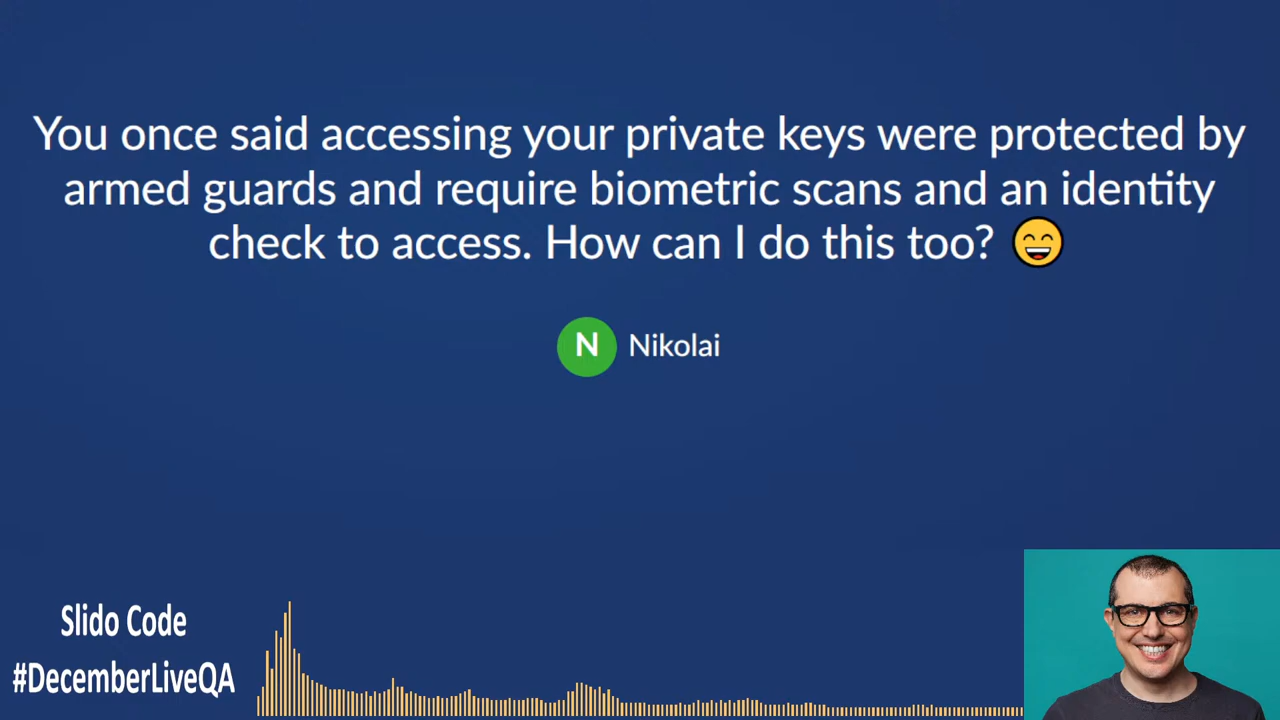 You once said accessing your private keys were protected by
armed guards and require biometric scans and an identity
check to access. How can I do this too? 😄
N Nikolai
Slido Code
#DecemberLiveQA